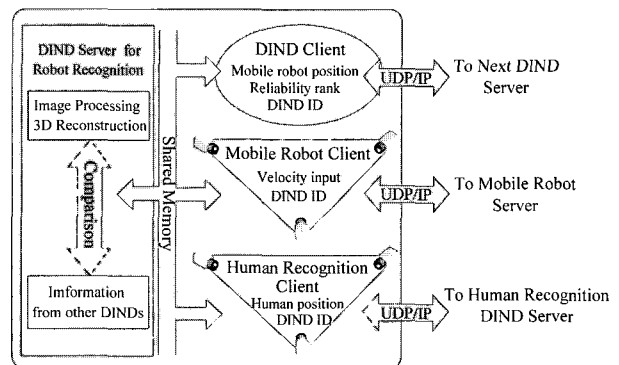 DIND Server for
Robot Recognition
Image Processing
3D Reconstruction
Comparison
Imformation
from other DINDs
Shared Memory
DIND Client
Mobile robot position
Reliability rank
DIND ID
UDP/IP
To Next DIND
Server
Mobile Robot Client
Velocity input
DIND ID
UDP/IP
To Mobile Robot
Server
Human Recognition
Client
Human position
DIND ID
UDP/IP
To Human Recognition
DIND Server